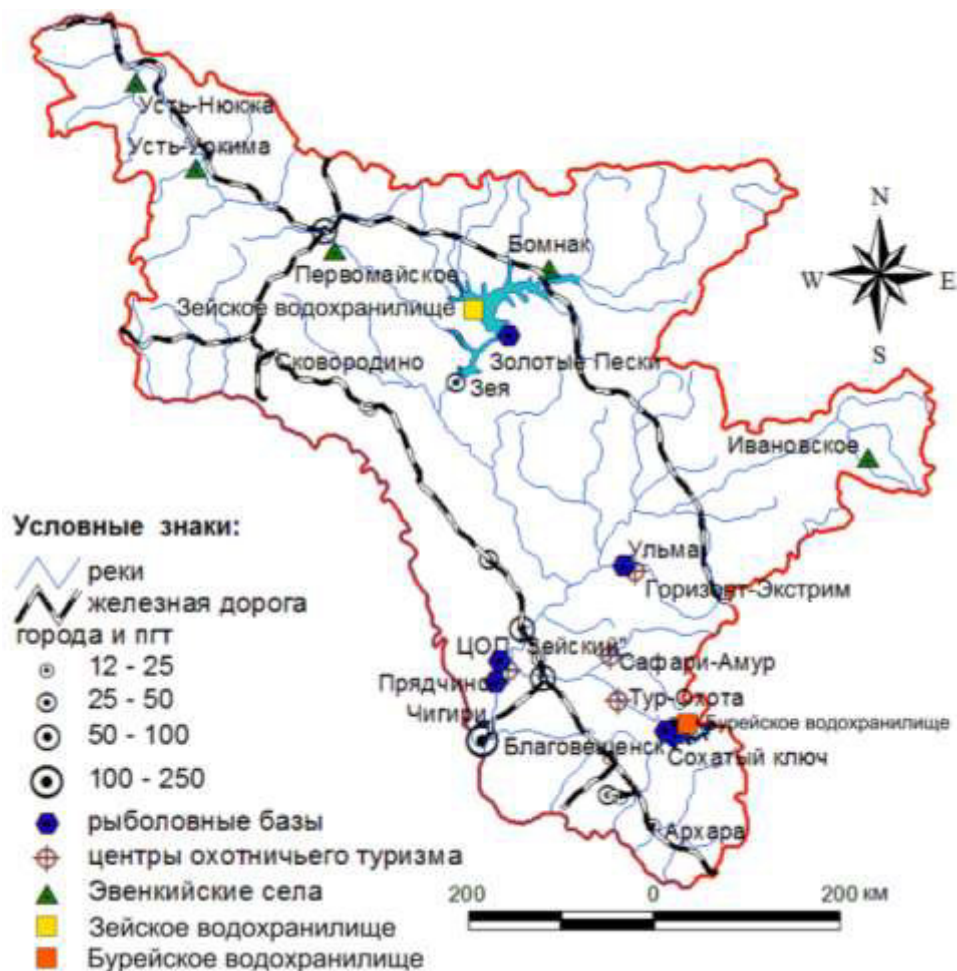 Усть-Нюкжа
Усть-Уркима
N
Бомнак
W
E
Первомайское
Зейское водохранилище
S
Сковородино
Золотые Пески
Зея
Ивановское
Условные знаки:
реки
железная дорога
города и пгт
12 - 25
25 - 50
50 - 100
100 - 250
рыболовные базы
центры охотничьего туризма
Эвенкийские села
Зейское водохранилище
Бурейское водохранилище
Ульма
Горизонт-Экстрим
ЦОП "Зейский"
Сафари-Амур
Прядчино
Тур-Охота
Чигири
Бурейское водохранилище
Благовещенск
Сохатый ключ
Архара
200 0 200 км